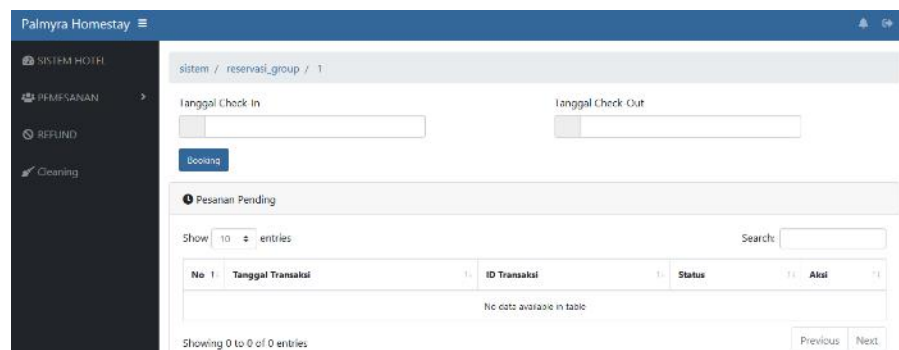 Palmyra Homestay
SISTEM HOTEL
PEMESANAN
REFUND
Cleaning
sistem / reservasi_group / 1
Tanggal Check-In
Tanggal Check-Out
Booking
Pesanan Pending
Show 10 entries
Search:
No Tanggal Transaksi ID Transaksi Status Aksi
No data available in table
Showing 0 to 0 of 0 entries
Previous Next